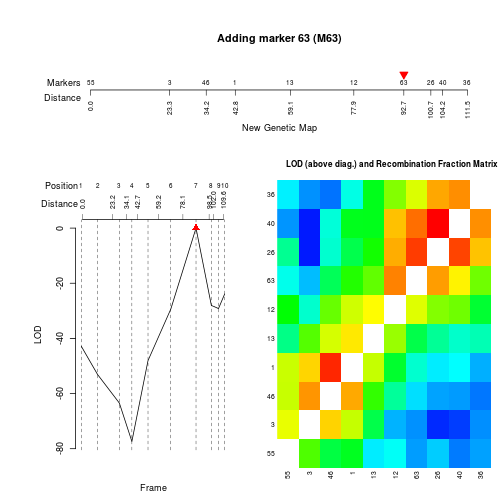 Adding marker 63 (M63)
Markers 55 3 46 1 13 12 63 26 40 36
Distance 0.0 23.3 34.2 42.8 59.1 77.9 92.7 100.7 104.2 111.5
New Genetic Map
LOD (above diag.) and Recombination Fraction Matrix
Position 1 2 3 4 5 6 7 8 9 10
Distance 0.0 23.2 34.1 42.7 59.2 78.1 109.6
LOD
0
-20
-40
-60
-80
Frame
36
40
26
63
12
13
1
46
3
55
55 3 46 1 13 12 63 26 40 36